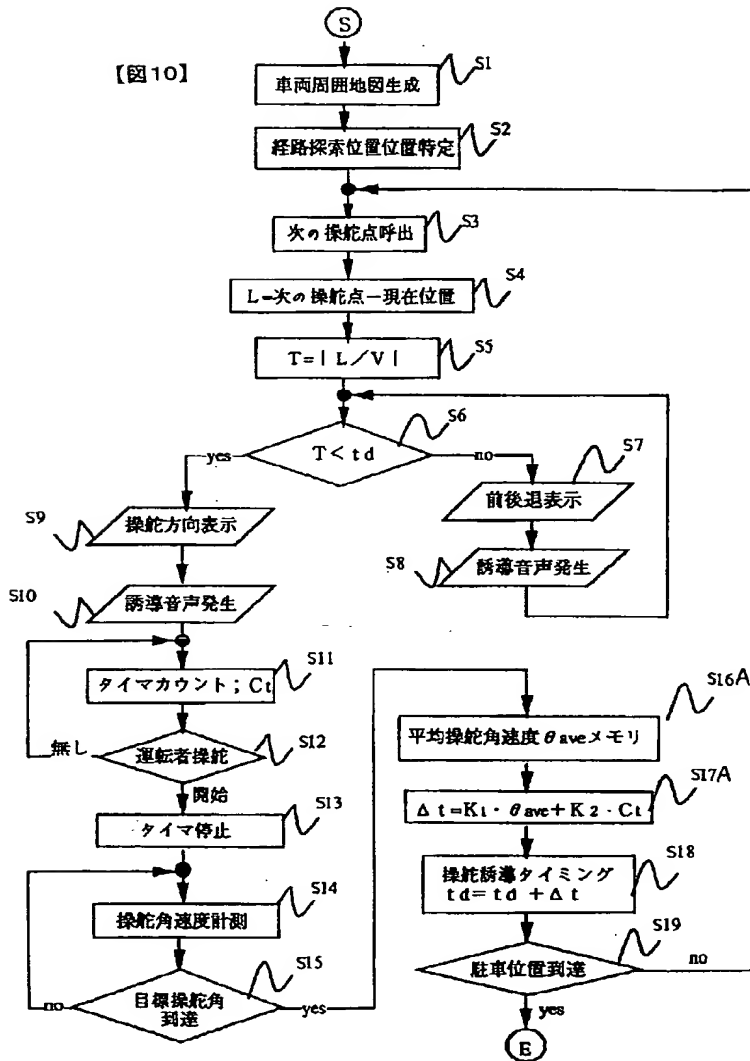 【図10】
S
車両周囲地図生成
S1
経路探索位置位置特定
S2
次の操舵点呼出
S3
L=次の操舵点−現在位置
S4
T=|L/V|
S5
T<td
S6
yes
no
前後退表示
S7
誘導音声発生
S8
操舵方向表示
S9
誘導音声発生
S10
タイマカウント;Ct
S11
運転者操舵
S12
無し
開始
タイマ停止
S13
操舵角速度計測
S14
目標操舵角
到達
S15
no
yes
平均操舵角速度θaveメモリ
S16A
Δt=K1・θave+K2・Ct
S17A
操舵誘導タイミング
td=td+Δt
S18
駐車位置到達
S19
no
yes
E